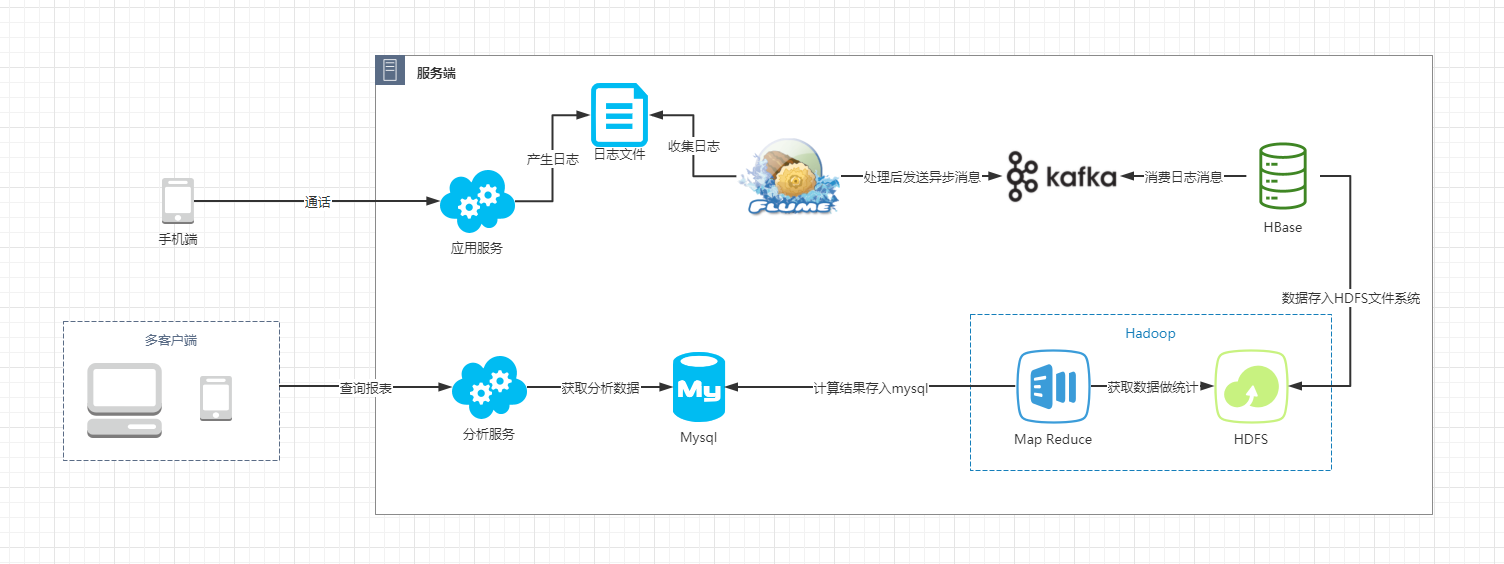 服务端
产生日志
日志文件
收集日志
FLUME
处理后发送异步消息
kafka
消费日志消息
HBase
通话
手机端
应用服务
数据存入HDFS文件系统
多客户端
查询报表
分析服务
获取分析数据
My
Mysql
计算结果存入mysql
Hadoop
Map Reduce
获取数据做统计
HDFS